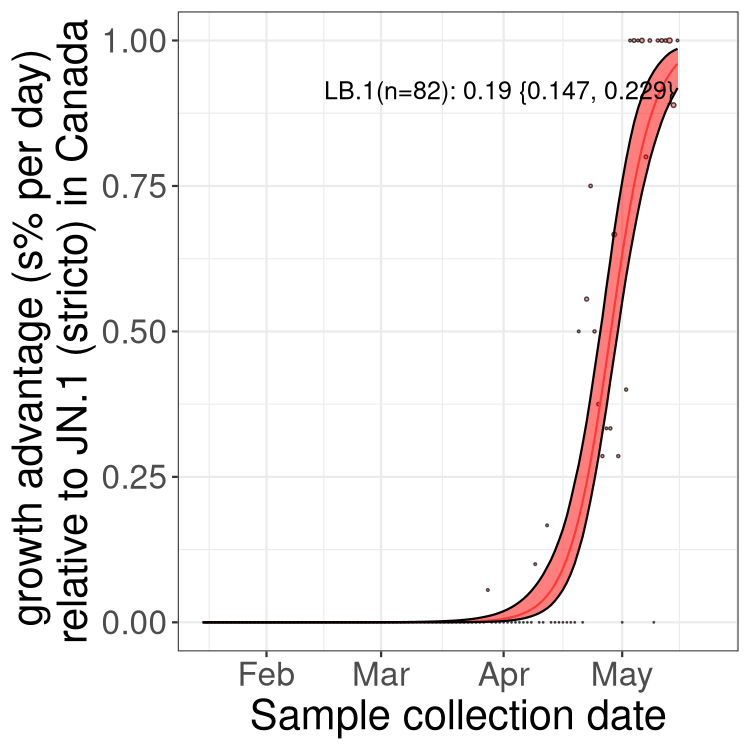 growth advantage (s% per day)
relative to JN.1 (stricto) in Canada
1.00
0.75
0.50
0.25
0.00
LB.1(n=82): 0.19 {0.147, 0.229}
Feb Mar Apr May
Sample collection date